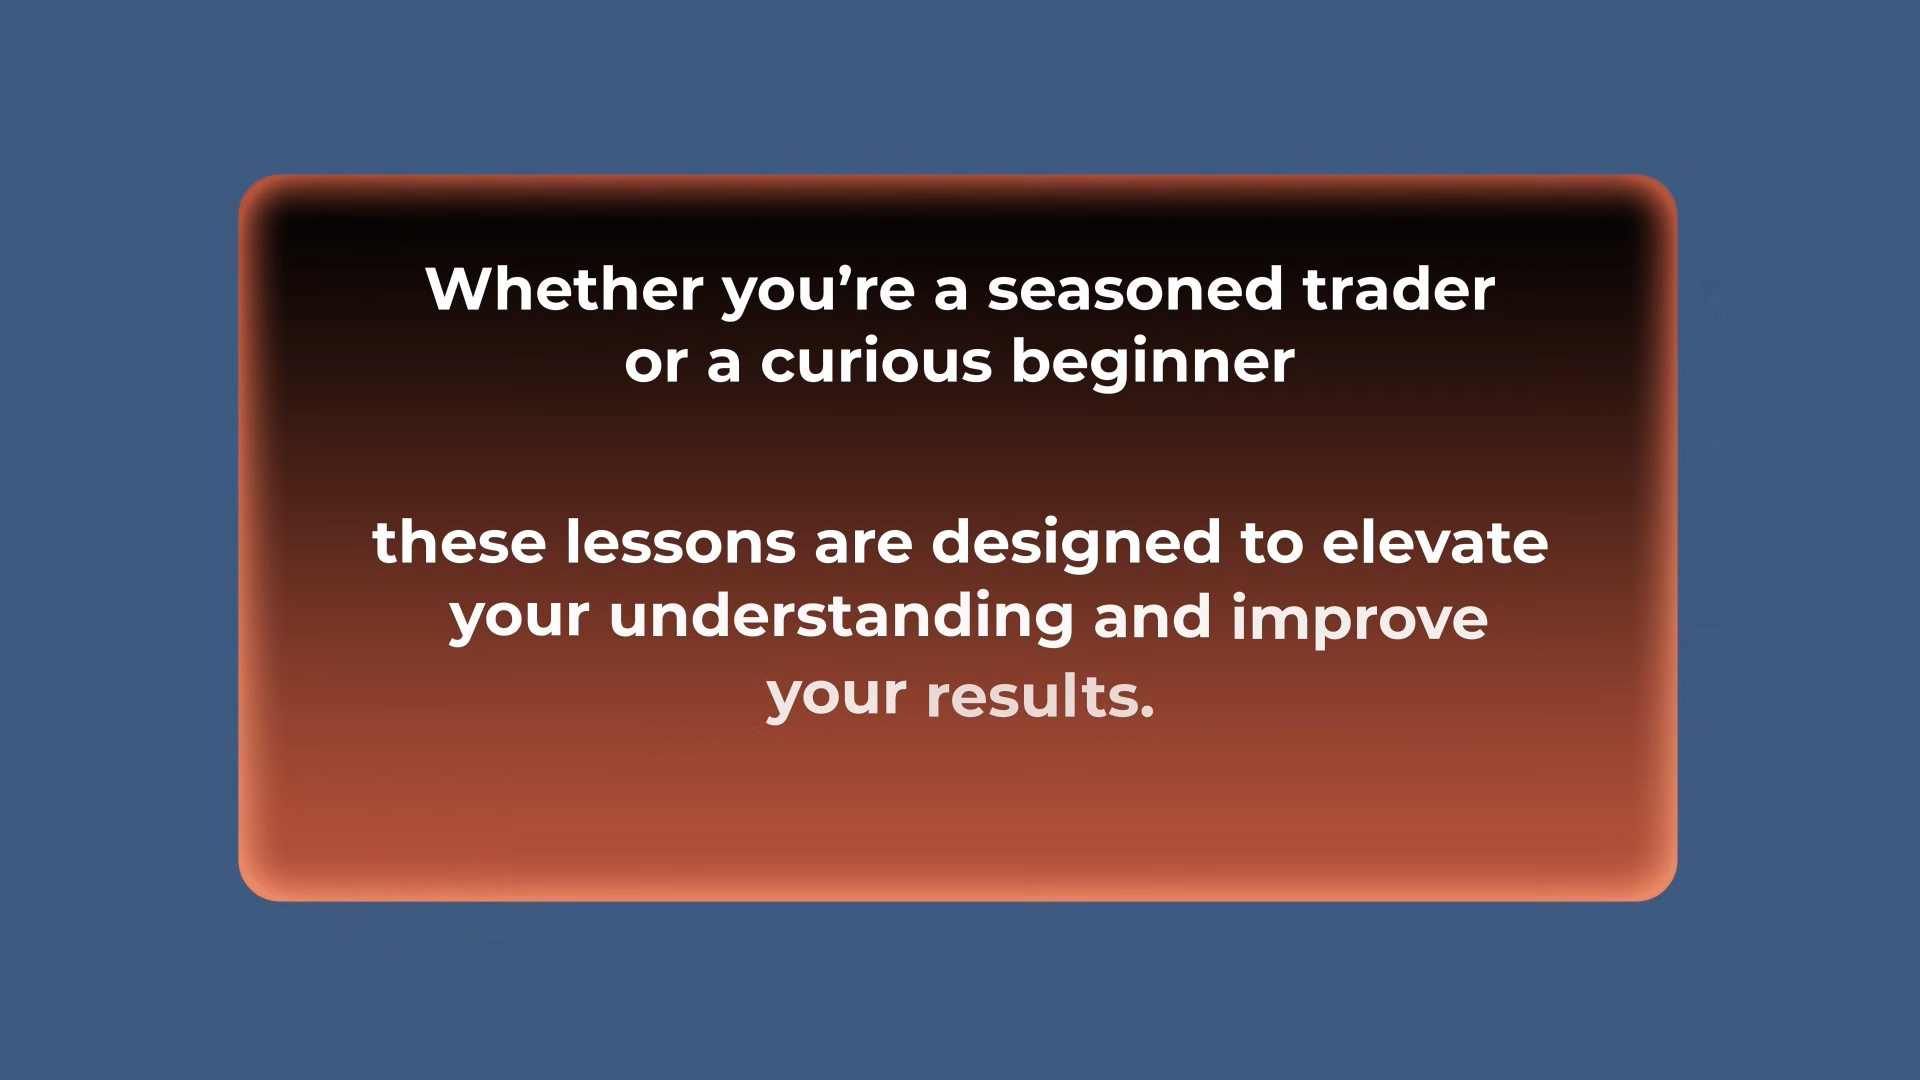 Whether you’re a seasoned trader
or a curious beginner
these lessons are designed to elevate
your understanding and improve
your results.